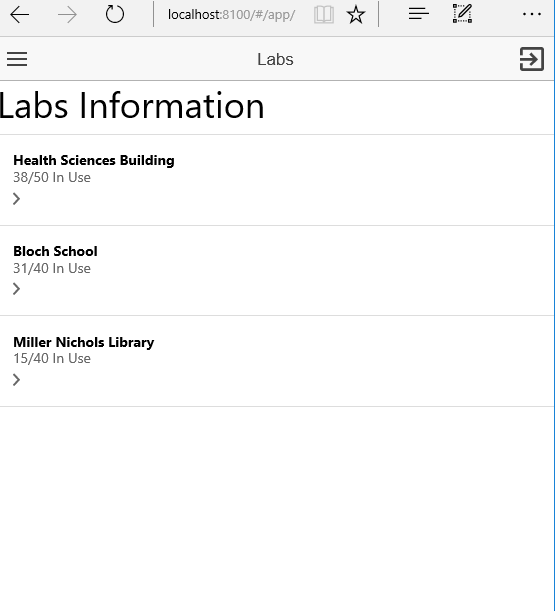 localhost:8100/#/app/
Labs
Labs Information
Health Sciences Building
38/50 In Use
Bloch School
31/40 In Use
Miller Nichols Library
15/40 In Use